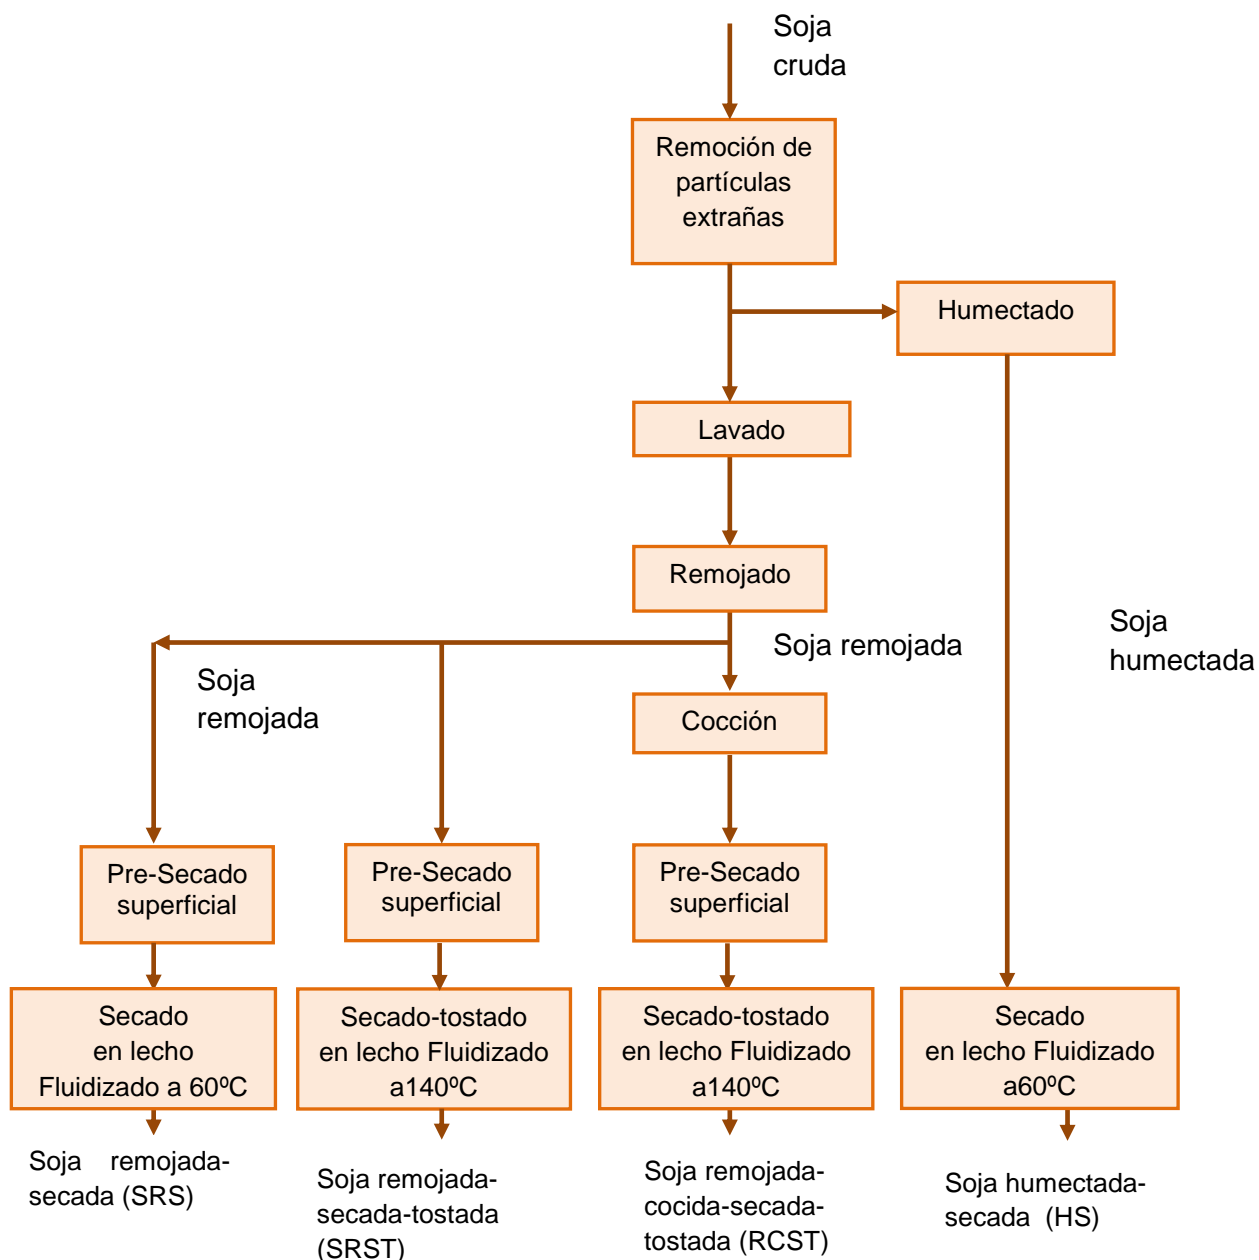 Soja
cruda
Remoción de
partículas
extrañas
Humectado
Lavado
Remojado
Soja remojada
Soja
humectada
Soja
remojada
Cocción
Pre-Secado
superficial
Pre-Secado
superficial
Pre-Secado
superficial
Secado
en lecho
Fluidizado a 60ºC
Secado-tostado
en lecho Fluidizado
a140ºC
Secado-tostado
en lecho Fluidizado
a140ºC
Secado
en lecho Fluidizado
a60ºC
Soja remojada-
secada (SRS)
Soja remojada-
secada-tostada
(SRST)
Soja remojada-
cocida-secada-
tostada (RCST)
Soja humectada-
secada (HS)